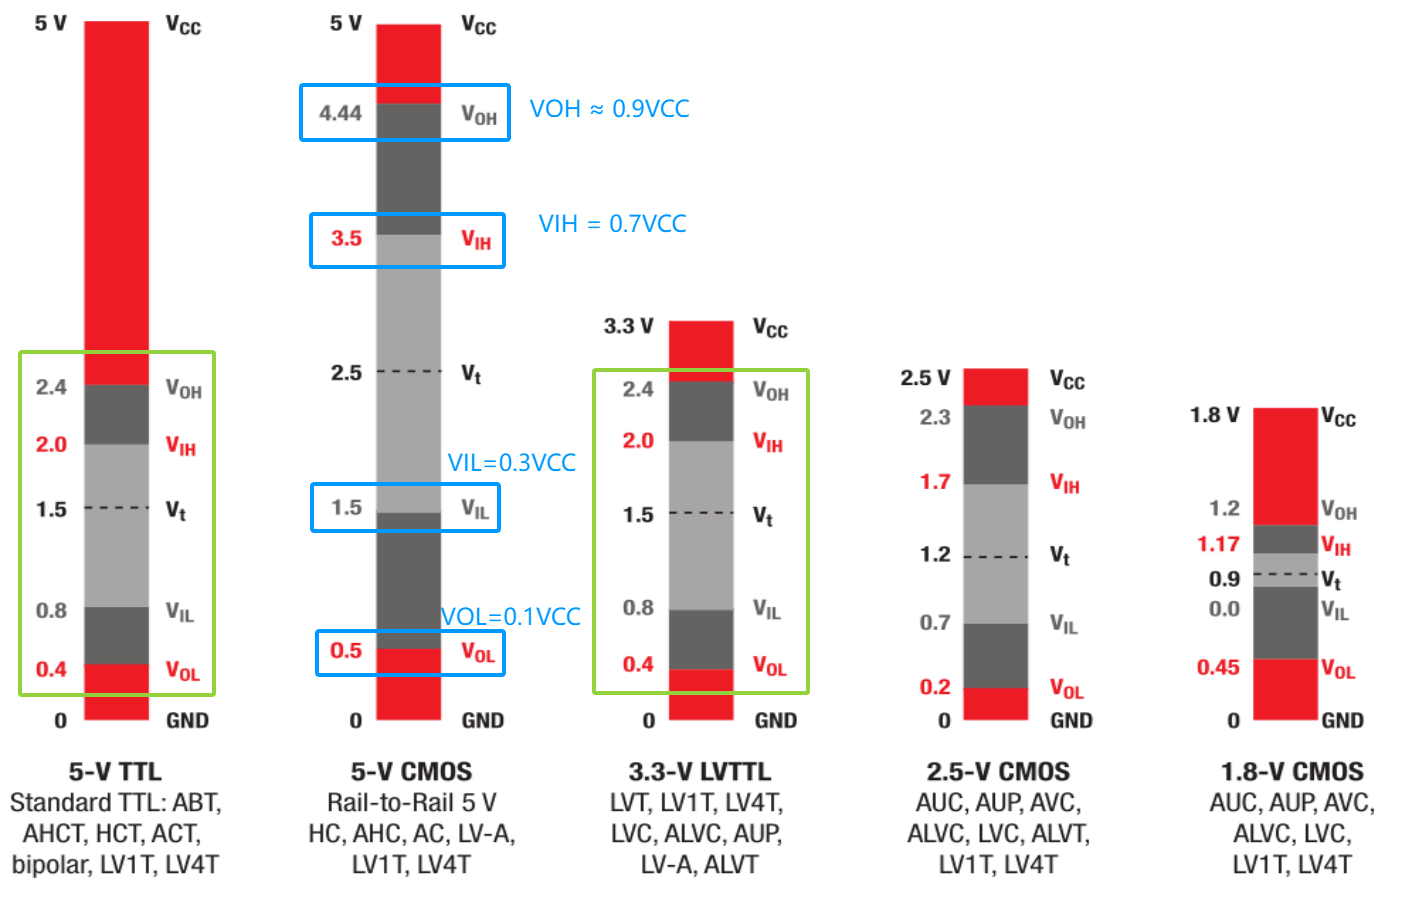 5 V VCC
2.4 VOH
2.0 VIH
1.5 Vt
0.8 VIL
0.4 VOL
0 GND
5-V TTL
Standard TTL: ABT,
AHCT, HCT, ACT,
bipolar, LV1T, LV4T
5 V VCC
4.44 VOH
VOH ≈ 0.9VCC
3.5 VIH
VIH = 0.7VCC
2.5 Vt
VIL=0.3VCC
1.5 VIL
VOL=0.1VCC
0.5 VOL
0 GND
5-V CMOS
Rail-to-Rail 5 V
HC, AHC, AC, LV-A,
LV1T, LV4T
3.3 V VCC
2.4 VOH
2.0 VIH
1.5 Vt
0.8 VIL
0.4 VOL
0 GND
3.3-V LVTTL
LVT, LV1T, LV4T,
LVC, ALVC, AUP,
LV-A, ALVT
2.5 V VCC
2.3 VOH
1.7 VIH
1.2 Vt
0.7 VIL
0.2 VOL
0 GND
2.5-V CMOS
AUC, AUP, AVC,
ALVC, LVC, ALVT,
LV1T, LV4T
1.8 V VCC
1.2 VOH
1.17 VIH
0.9 Vt
0.0 VIL
0.45 VOL
0 GND
1.8-V CMOS
AUC, AUP, AVC,
ALVC, LVC,
LV1T, LV4T